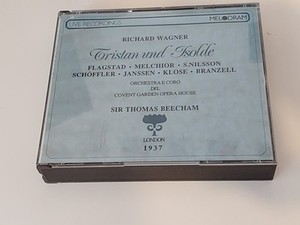 LIVE RECORDINGS
MELODRAM
RICHARD WAGNER
Tristan und Isolde
FLAGSTAD • MELCHIOR • S.NILSSON
SCHÖFFLER • JANSSEN • KLOSE • BRANZELL
ORCHESTRA E CORO
DEL
COVENT GARDEN OPERA HOUSE
SIR THOMAS BEECHAM
LONDON
1937